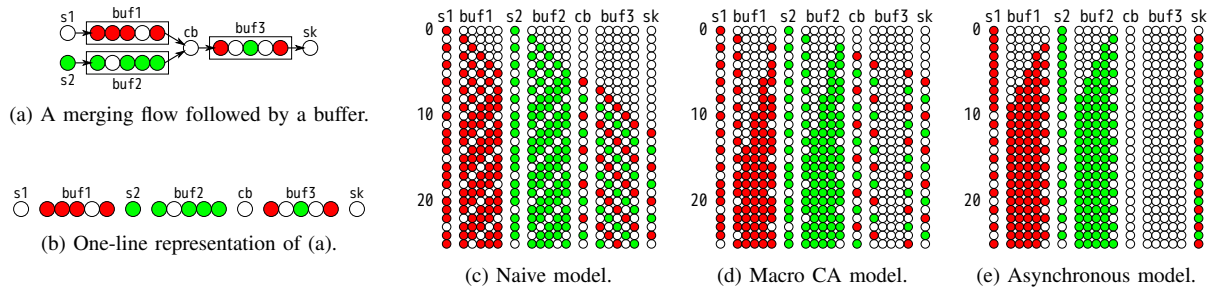 s1 buf1 cb buf3 sk
s2 buf2
(a) A merging flow followed by a buffer.
s1 buf1 s2 buf2 cb buf3 sk
(b) One-line representation of (a).
s1 buf1 s2 buf2 cb buf3 sk
0
10
20
(c) Naive model.
s1 buf1 s2 buf2 cb buf3 sk
0
10
20
(d) Macro CA model.
s1 buf1 s2 buf2 cb buf3 sk
0
10
20
(e) Asynchronous model.